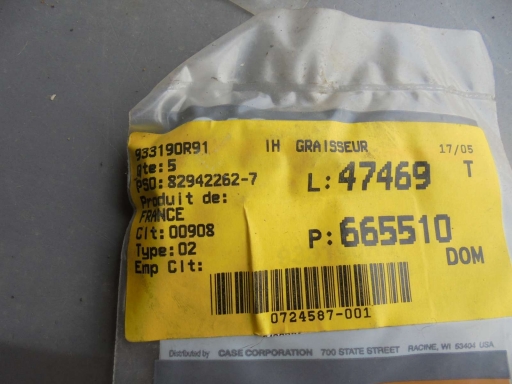 933190R91 IH GRAISSEUR 17/05
Qte: 5
PSO: 82942262-7 L: 47469 T
Produit de:
FRANCE
Clt: 00908 P: 665510
Type: 02 DOM
Emp Clt:
0724587-001
Distributed by CASE CORPORATION 700 STATE STREET RACINE, WI 53404 USA